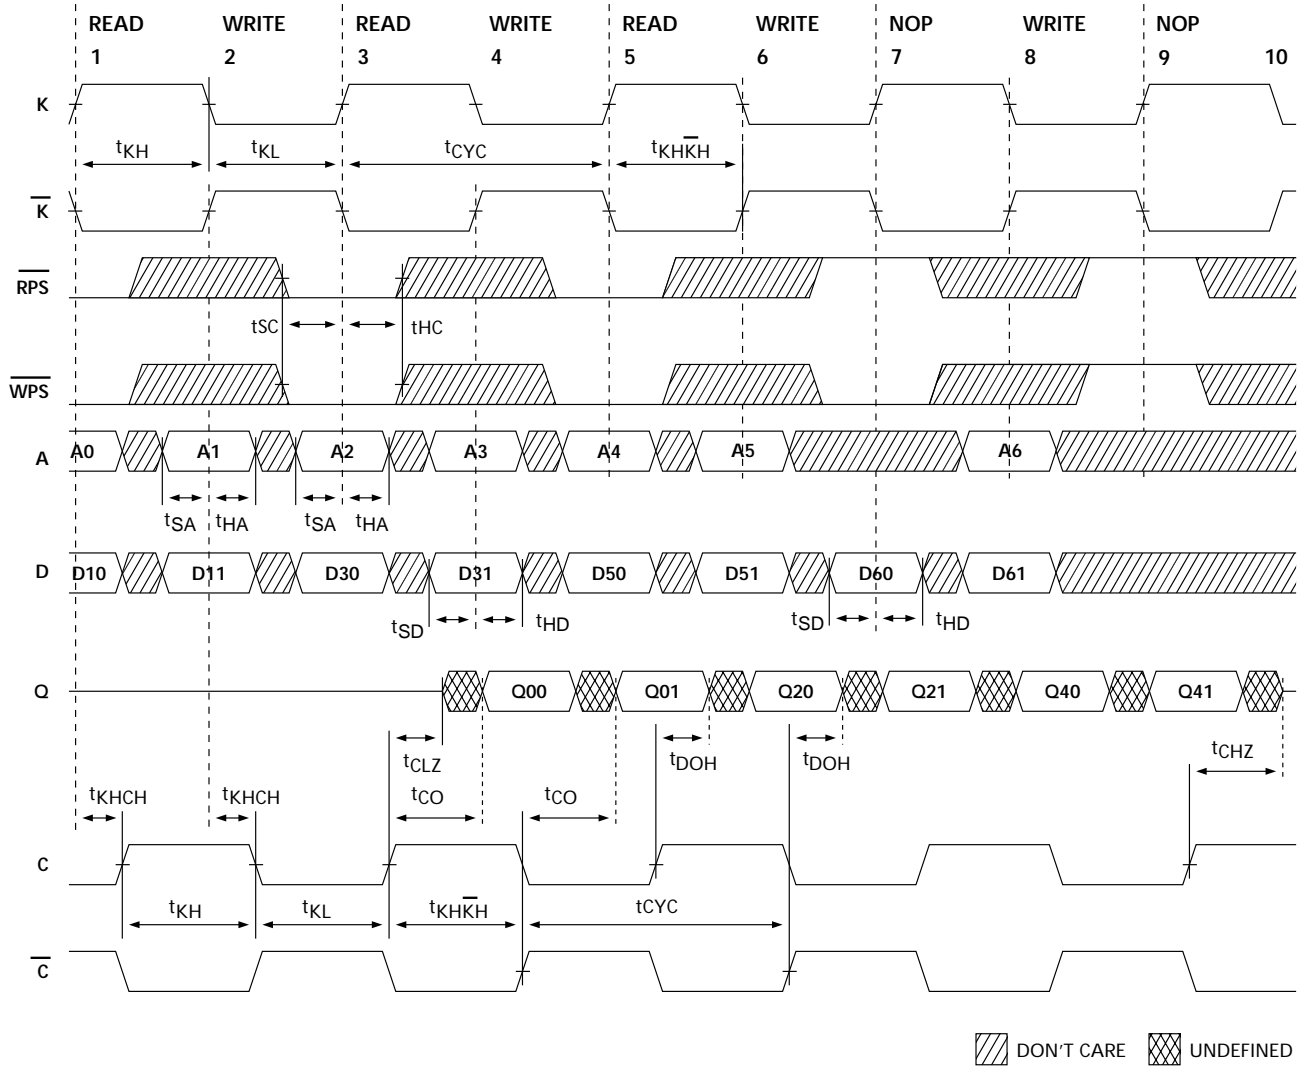 READ WRITE READ WRITE READ WRITE NOP WRITE NOP
1 2 3 4 5 6 7 8 9 10
K
tKH tKL tCYC tKHK̅H
K̅
R̅P̅S̅
tSC tHC
W̅P̅S̅
A A0 A1 A2 A3 A4 A5 A6
tSA tHA tSA tHA
D D10 D11 D30 D31 D50 D51 D60 D61
tSD tHD tSD tHD
Q Q00 Q01 Q20 Q21 Q40 Q41
tCLZ tDOH tDOH tCHZ
tKHCH tKHCH tCO tCO
C
tKH tKL tKHK̅H tCYC
C̅
DON'T CARE UNDEFINED